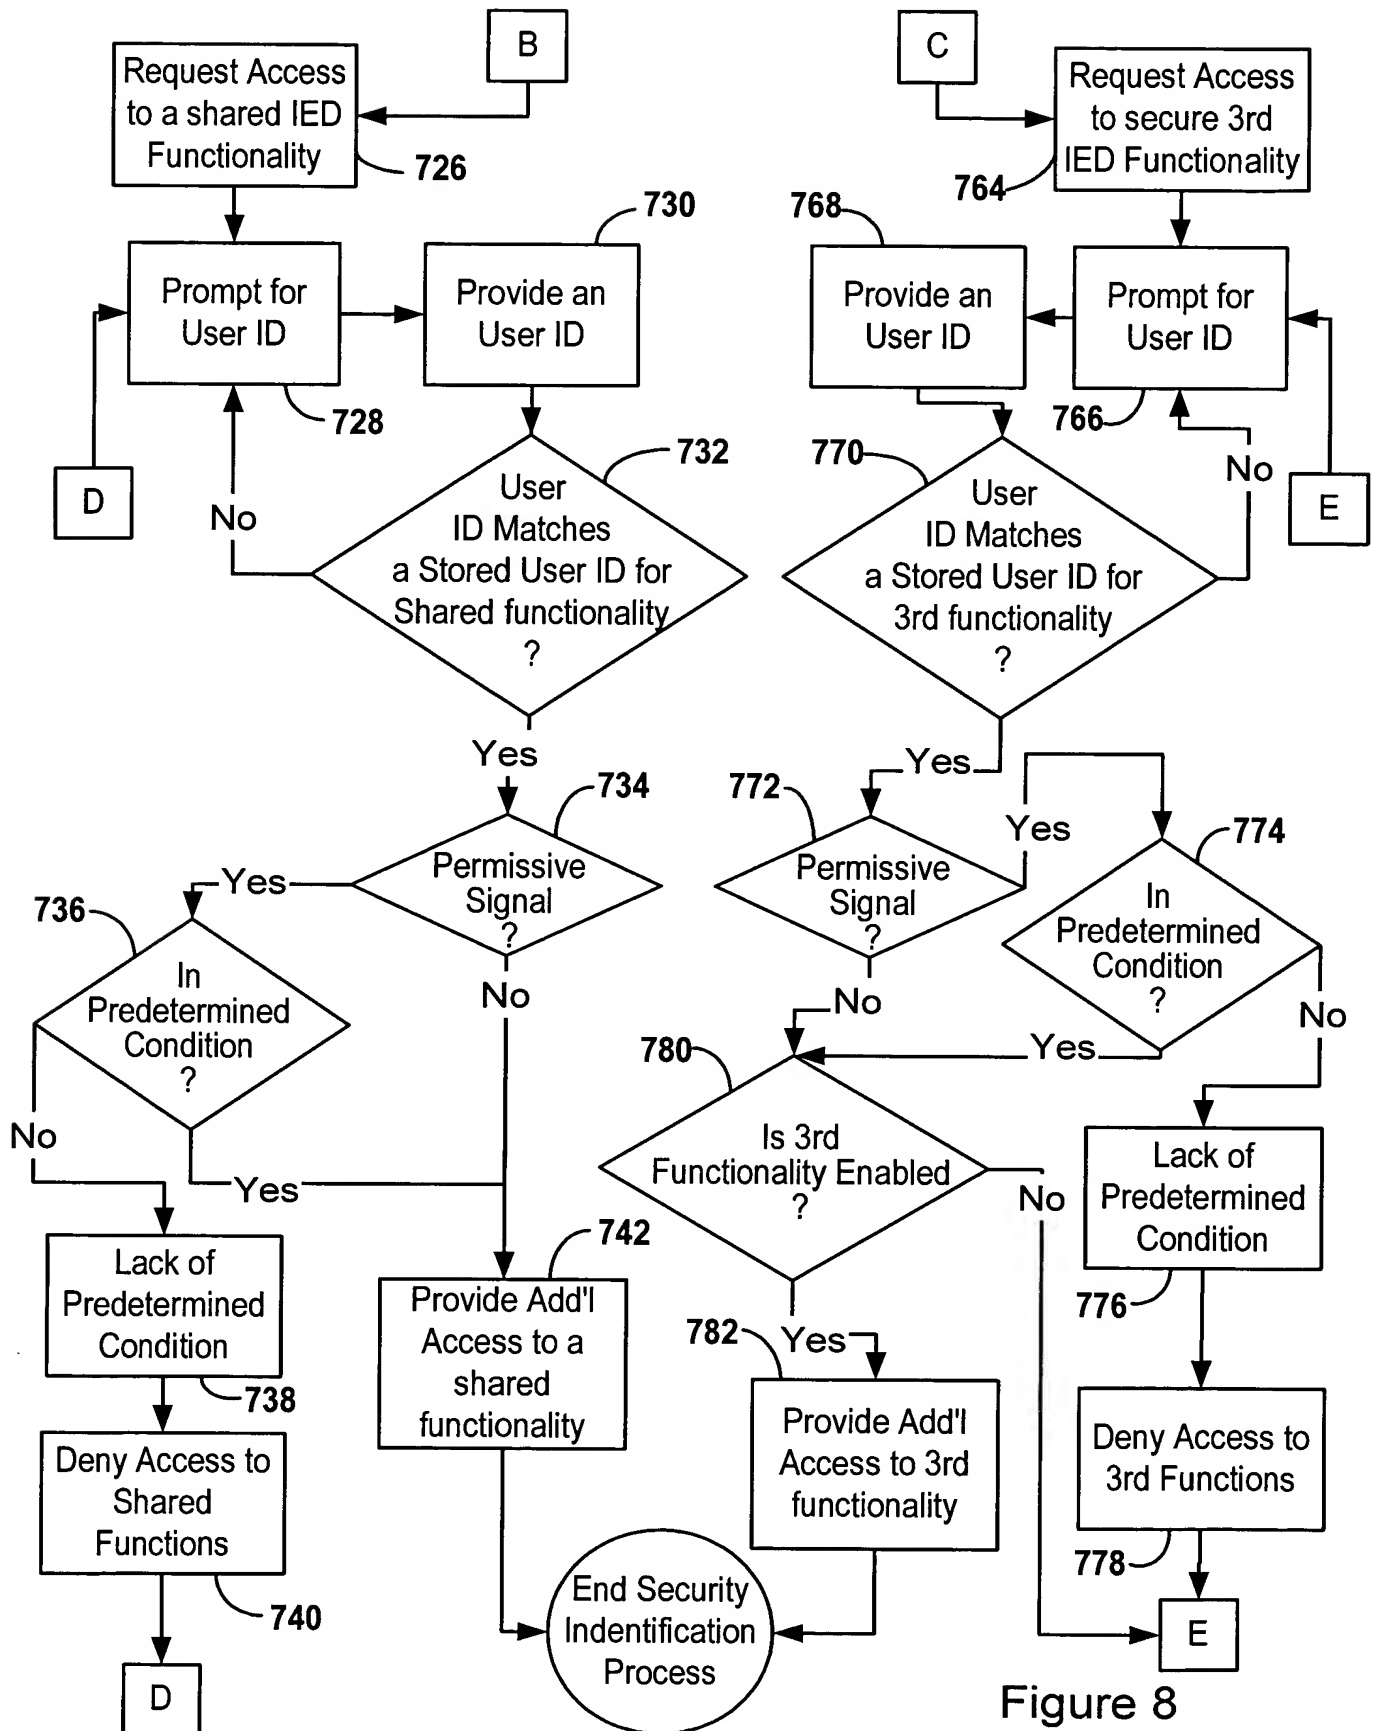 B
C
Request Access
to a shared IED
Functionality
726
Request Access
to secure 3rd
IED Functionality
764
730
768
Prompt for
User ID
728
Provide an
User ID
Provide an
User ID
Prompt for
User ID
766
D
No
732
User
ID Matches
a Stored User ID for
Shared functionality
?
770
User
ID Matches
a Stored User ID for
3rd functionality
?
No
E
Yes
Yes
734
Permissive
Signal
?
772
Permissive
Signal
?
Yes
774
In
Predetermined
Condition
?
Yes
736
In
Predetermined
Condition
?
No
No
No
Yes
780
Is 3rd
Functionality Enabled
?
No
No
Yes
Lack of
Predetermined
Condition
776
Lack of
Predetermined
Condition
738
742
Provide Add'l
Access to a
shared
functionality
Yes
782
Provide Add'l
Access to 3rd
functionality
Deny Access to
3rd Functions
778
Deny Access to
Shared
Functions
740
End Security
Indentification
Process
E
D
Figure 8